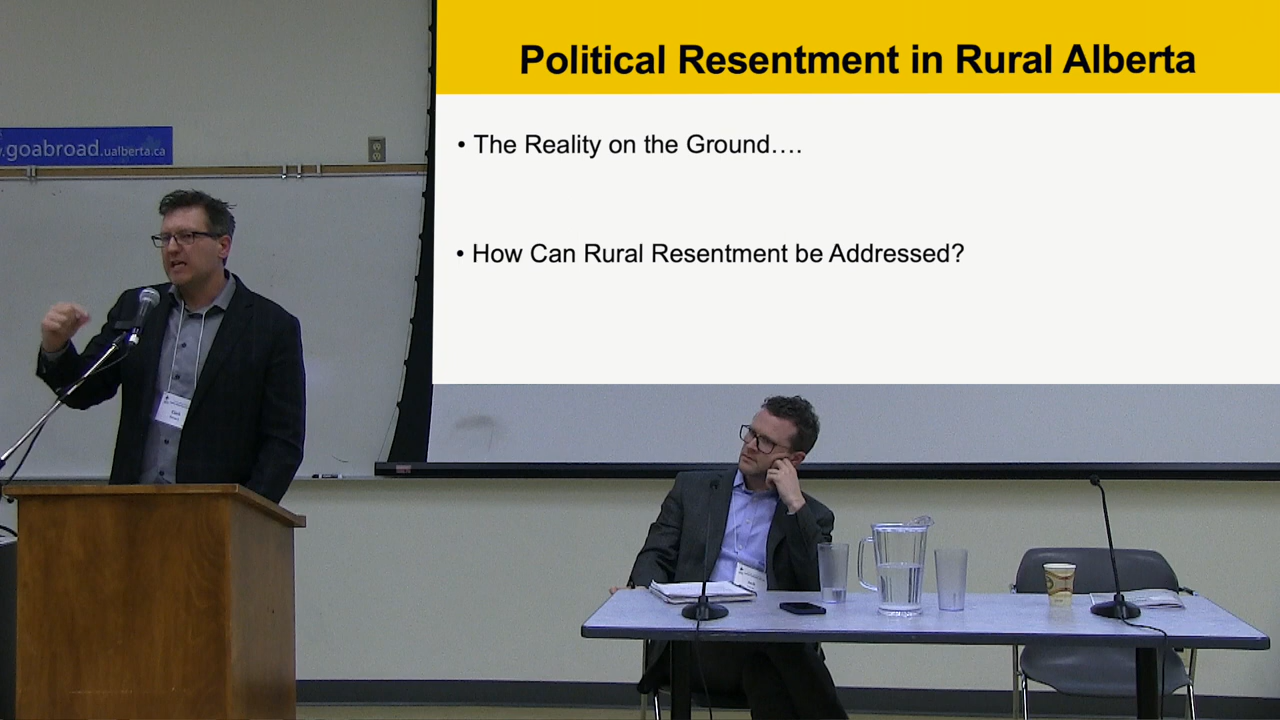 Political Resentment in Rural Alberta
• The Reality on the Ground….
• How Can Rural Resentment be Addressed?
.goabroad.ualberta.ca